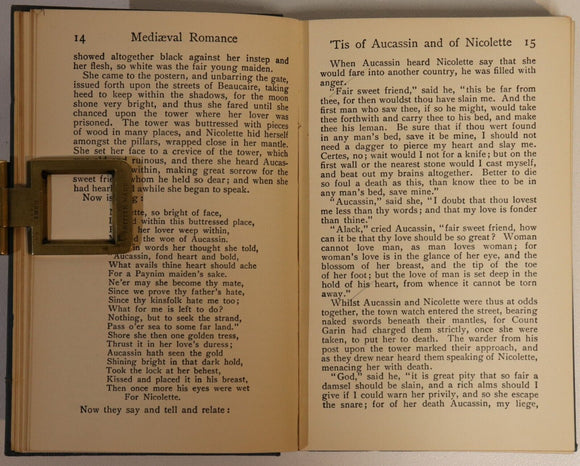 14 Mediæval Romance
showed altogether black against her instep and
her flesh, so white was the fair young maiden.
She came to the postern, and unbarring the gate,
issued forth upon the streets of Beaucaire, taking
heed to keep within the shadows, for the moon
shone very bright, and thus she fared until she
chanced upon the tower where her lover was
prisoned. The tower was buttressed with pieces
of wood in many places, and Nicolette hid herself
amongst the pillars, wrapped close in her mantle.
She set her face to a crevice of the tower, which
ruinous, and there she heard Aucas-
within, making great sorrow for the
sweet friend whom he held so dear; and when she
had heard awhile she began to speak.
Now is
so bright of face,
within this buttressed place,
her lover weep within,
the woe of Aucassin.
words her thought she told,
"Aucassin, fond heart and bold,
What avails thine heart should ache
For a Paynim maiden's sake.
Ne'er may she become thy mate,
Since we prove thy father's hate,
Since thy kinsfolk hate me too;
What for me is left to do?
Nothing, but to seek the strand,
Pass o'er sea to some far land."
Shore she then one golden tress,
Thrust it in her love's duress;
Aucassin hath seen the gold
Shining bright in that dark hold,
Took the lock at her behest,
Kissed and placed it in his breast,
Then once more his eyes were wet
For Nicolette.
Now they say and tell and relate:
'Tis of Aucassin and of Nicolette 15
When Aucassin heard Nicolette say that she
would fare into another country, he was filled with
anger.
"Fair sweet friend," said he, "this be far from
thee, for then wouldst thou have slain me. And the
first man who saw thee, if so he might, would take
thee forthwith and carry thee to his bed, and make
thee his leman. Be sure that if thou wert found
in any man's bed, save it be mine, I should not
need a dagger to pierce my heart and slay me.
Certes, no; wait would I not for a knife; but on the
first wall or the nearest stone would I cast myself,
and beat out my brains altogether. Better to die
so foul a death as this, than know thee to be in
any man's bed, save mine."
"Aucassin," said she, "I doubt that thou lovest
me less than thy words; and that my love is fonder
than thine."
"Alack," cried Aucassin, "fair sweet friend, how
can it be that thy love should be so great? Woman
cannot love man, as man loves woman; for
woman's love is in the glance of her eye, and the
blossom of her breast, and the tip of the toe
of her foot; but the love of man is set deep in the
hold of his heart, from whence it cannot be torn
away."
Whilst Aucassin and Nicolette were thus at odds
together, the town watch entered the street, bearing
naked swords beneath their mantles, for Count
Garin had charged them strictly, once she were
taken, to put her to death. The warder from his
post upon the tower marked their approach, and
as they drew near heard them speaking of Nicolette,
menacing her with death.
"God," said he, "it is great pity that so fair a
damsel should be slain, and a rich alms should I
give if I could warn her privily, and so she escape
the snare; for of her death Aucassin, my liege,